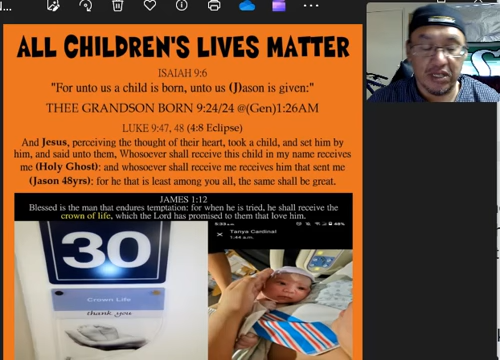 ALL CHILDREN'S LIVES MATTER
ISAIAH 9:6
"For unto us a child is born, unto us (J)ason is given:"
THEE GRANDSON BORN 9:24/24 @(Gen)1:26AM
LUKE 9:47, 48 (4:8 Eclipse)
And Jesus, perceiving the thought of their heart, took a child, and set him by
him, and said unto them, Whosoever shall receive this child in my name receives
me (Holy Ghost): and whosoever shall receive me receives him that sent me
(Jason 48yrs): for he that is least among you all, the same shall be great.
JAMES 1:12
Blessed is the man that endures temptation: for when he is tried, he shall receive the
crown of life, which the Lord has promised to them that love him.
30
Crown Life
thank you
Tanya Cardinal
1:44 a.m.